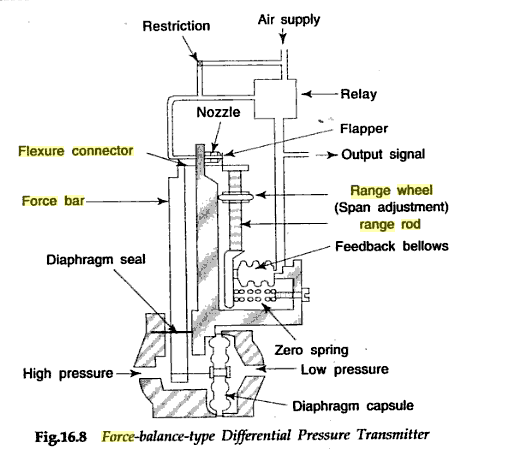 Restriction
Air supply
Relay
Nozzle
Flapper
Flexure connector
Output signal
Force bar
Range wheel
(Span adjustment)
range rod
Feedback bellows
Diaphragm seal
Zero spring
High pressure
Low pressure
Diaphragm capsule
Fig.16.8 Force-balance-type Differential Pressure Transmitter